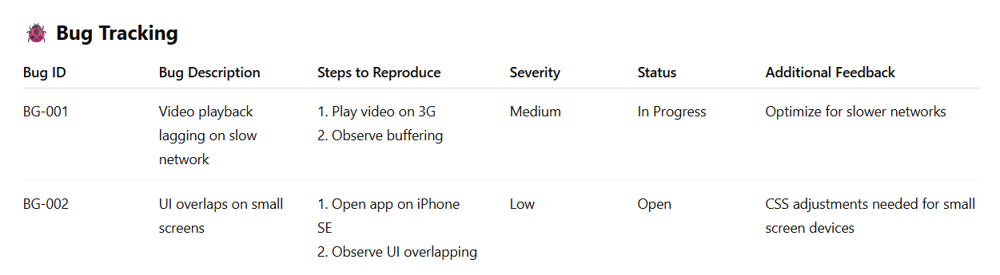 🐞 Bug Tracking
Bug ID Bug Description Steps to Reproduce Severity Status Additional Feedback
BG-001 Video playback 1. Play video on 3G Medium In Progress Optimize for slower networks
lagging on slow 2. Observe buffering
network
BG-002 UI overlaps on small 1. Open app on iPhone Low Open CSS adjustments needed for small
screens SE screen devices
2. Observe UI overlapping